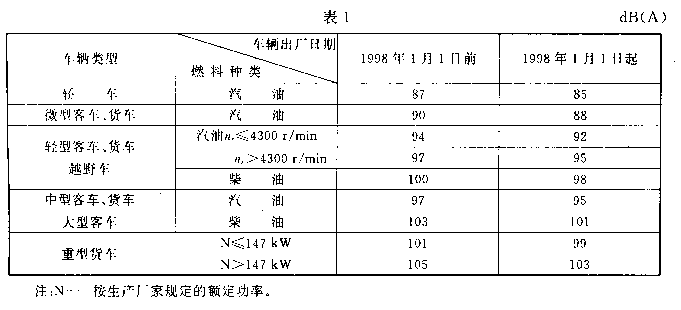 表1 dB(A)
车辆类型 车辆出厂日期 燃料种类 1998年1月1日前 1998年1月1日起
轿 车 汽 油 87 85
微型客车、货车 汽 油 90 88
轻型客车、货车 越野车 汽油nr≤4300 r/min 94 92
nr>4300 r/min 97 95
柴 油 100 98
中型客车、货车 汽 油 97 95
大型客车 柴 油 103 101
重型货车 N≤147 kW 101 99
N>147 kW 105 103
注:N— 按生产厂家规定的额定功率。